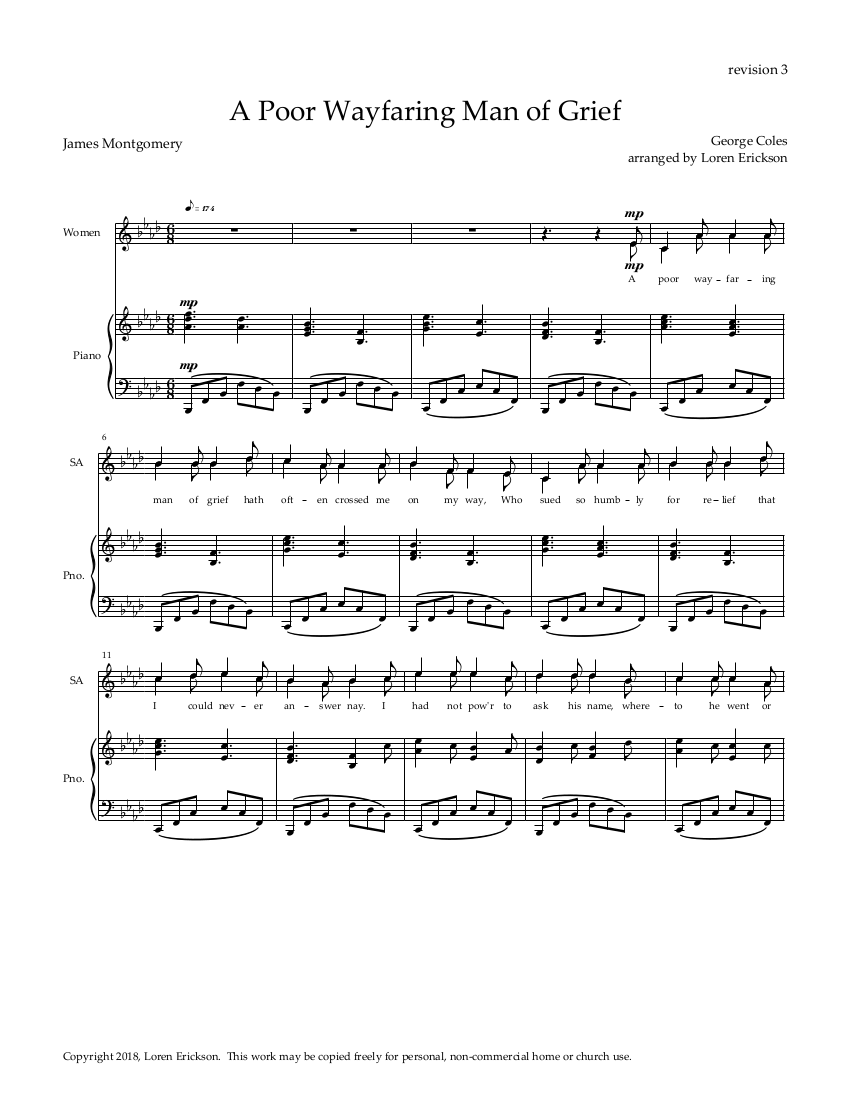 revision 3
A Poor Wayfaring Man of Grief
James Montgomery
George Coles
arranged by Loren Erickson
= 174
Women
mp
mp
A poor way – far – ing
mp
Piano
mp
6
SA
man of grief hath oft – en crossed me on my way, Who sued so humb – ly for re – lief that
Pno.
11
SA
I could nev – er an – swer nay. I had not pow'r to ask his name, where – to he went or
Pno.
Copyright 2018, Loren Erickson. This work may be copied freely for personal, non-commercial home or church use.